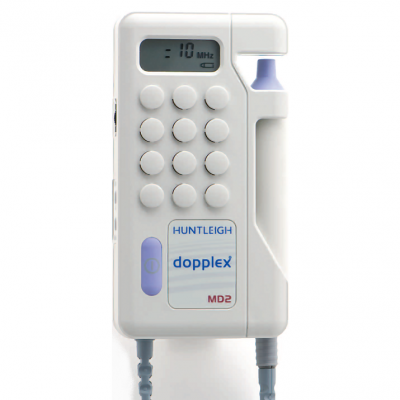 = 10 MHz
HUNTLEIGH
dopplex
MD2